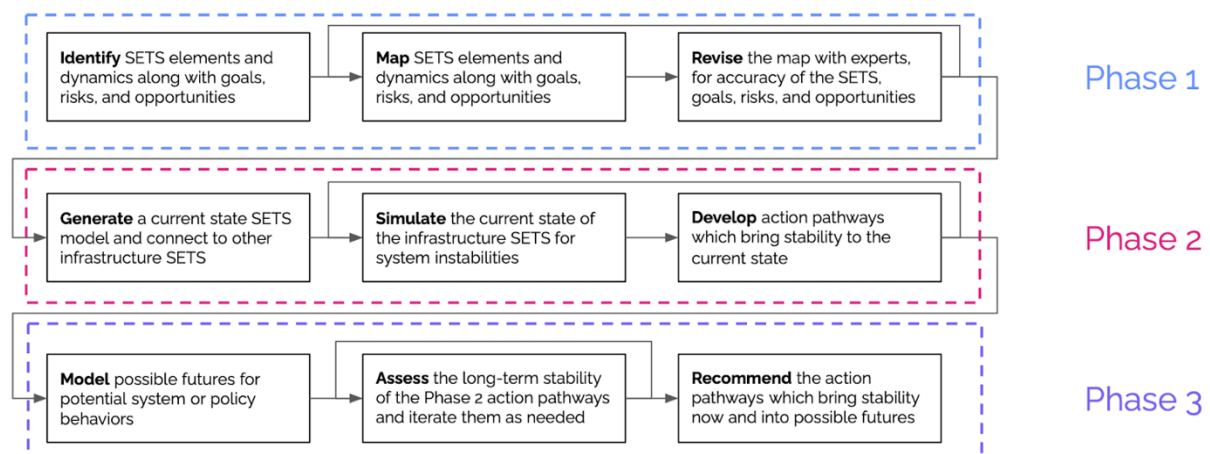 Identify SETS elements and
dynamics along with goals,
risks, and opportunities
Map SETS elements and
dynamics along with goals,
risks, and opportunities
Revise the map with experts,
for accuracy of the SETS,
goals, risks, and opportunities
Phase 1
Generate a current state SETS
model and connect to other
infrastructure SETS
Simulate the current state of
the infrastructure SETS for
system instabilities
Develop action pathways
which bring stability to the
current state
Phase 2
Model possible futures for
potential system or policy
behaviors
Assess the long-term stability
of the Phase 2 action pathways
and iterate them as needed
Recommend the action
pathways which bring stability
now and into possible futures
Phase 3